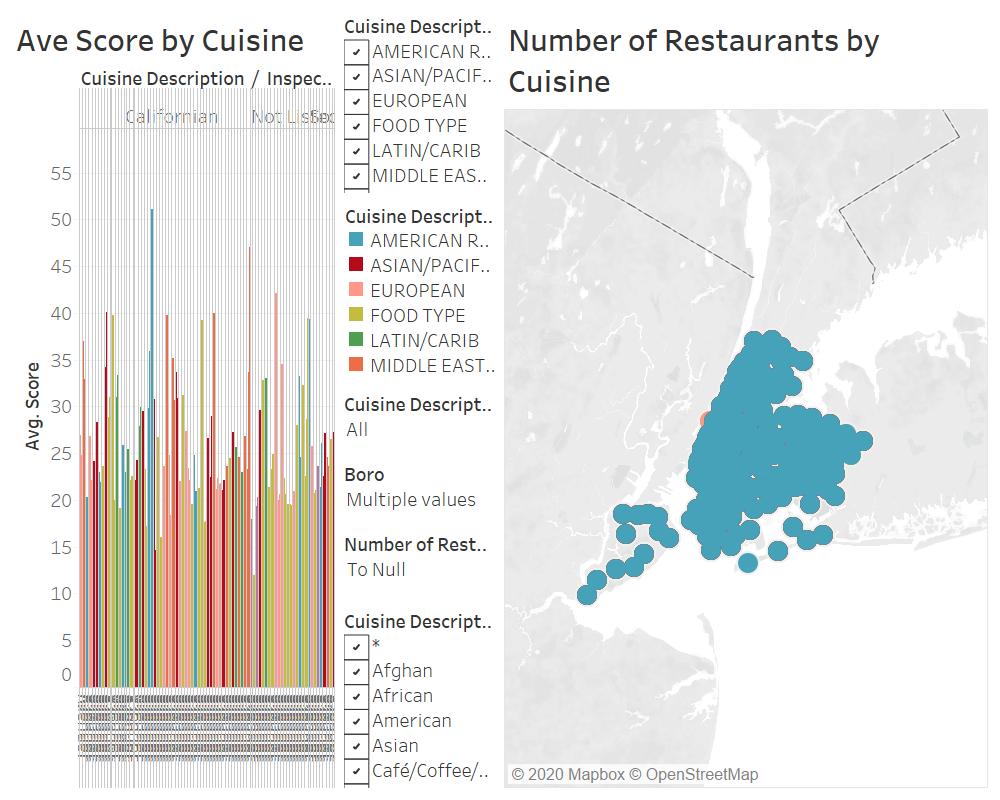 Ave Score by Cuisine
Cuisine Description / Inspec..
Californian
Not Liste
55
50
45
40
35
30
25
20
15
10
5
0
Avg. Score
Cuisine Descript..
AMERICAN R..
ASIAN/PACIF..
EUROPEAN
FOOD TYPE
LATIN/CARIB
MIDDLE EAS..
Cuisine Descript..
AMERICAN R..
ASIAN/PACIF..
EUROPEAN
FOOD TYPE
LATIN/CARIB
MIDDLE EAST..
Cuisine Descript..
All
Boro
Multiple values
Number of Rest..
To Null
Cuisine Descript..
*
Afghan
African
American
Asian
Café/Coffee/..
Number of Restaurants by
Cuisine
© 2020 Mapbox © OpenStreetMap